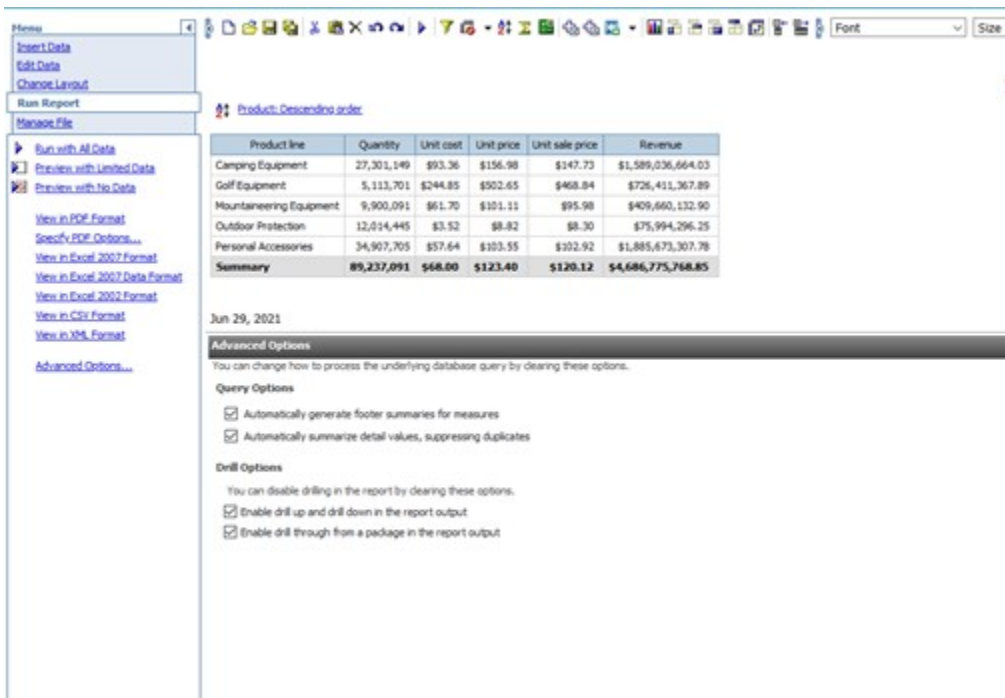 Menu
Insert Data
Edit Data
Change Layout
Run Report
Manage File
Run with All Data
Preview with Limited Data
Preview with No Data
View in PDF Format
Specify PDF Options...
View in Excel 2007 Format
View in Excel 2007 Data Format
View in Excel 2002 Format
View in CSV Format
View in XML Format
Advanced Options...
Font Size
Product: Descending order
Product line Quantity Unit cost Unit price Unit sale price Revenue
Camping Equipment 27,301,149 $93.36 $156.98 $147.73 $1,589,036,664.03
Golf Equipment 5,113,701 $244.85 $502.65 $468.84 $726,411,367.89
Mountaineering Equipment 9,900,091 $61.70 $101.11 $95.98 $409,660,132.90
Outdoor Protection 12,014,445 $3.52 $8.82 $8.30 $75,994,296.25
Personal Accessories 34,907,705 $57.64 $103.55 $102.92 $1,885,673,307.78
Summary 89,237,091 $68.00 $123.40 $120.12 $4,686,775,768.85
Jun 29, 2021
Advanced Options
You can change how to process the underlying database query by clearing these options.
Query Options
Automatically generate footer summaries for measures
Automatically summarize detail values, suppressing duplicates
Drill Options
You can disable drilling in the report by clearing these options.
Enable drill up and drill down in the report output
Enable drill through from a package in the report output